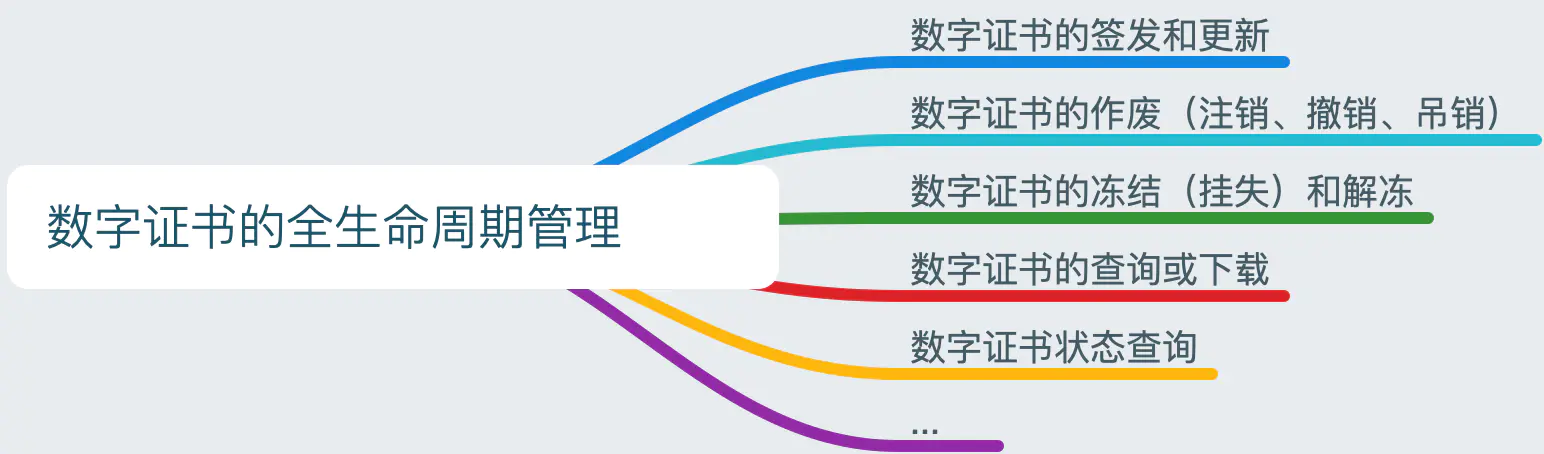 数字证书的签发和更新
数字证书的作废（注销、撤销、吊销）
数字证书的全生命周期管理
数字证书的冻结（挂失）和解冻
数字证书的查询或下载
数字证书状态查询
...